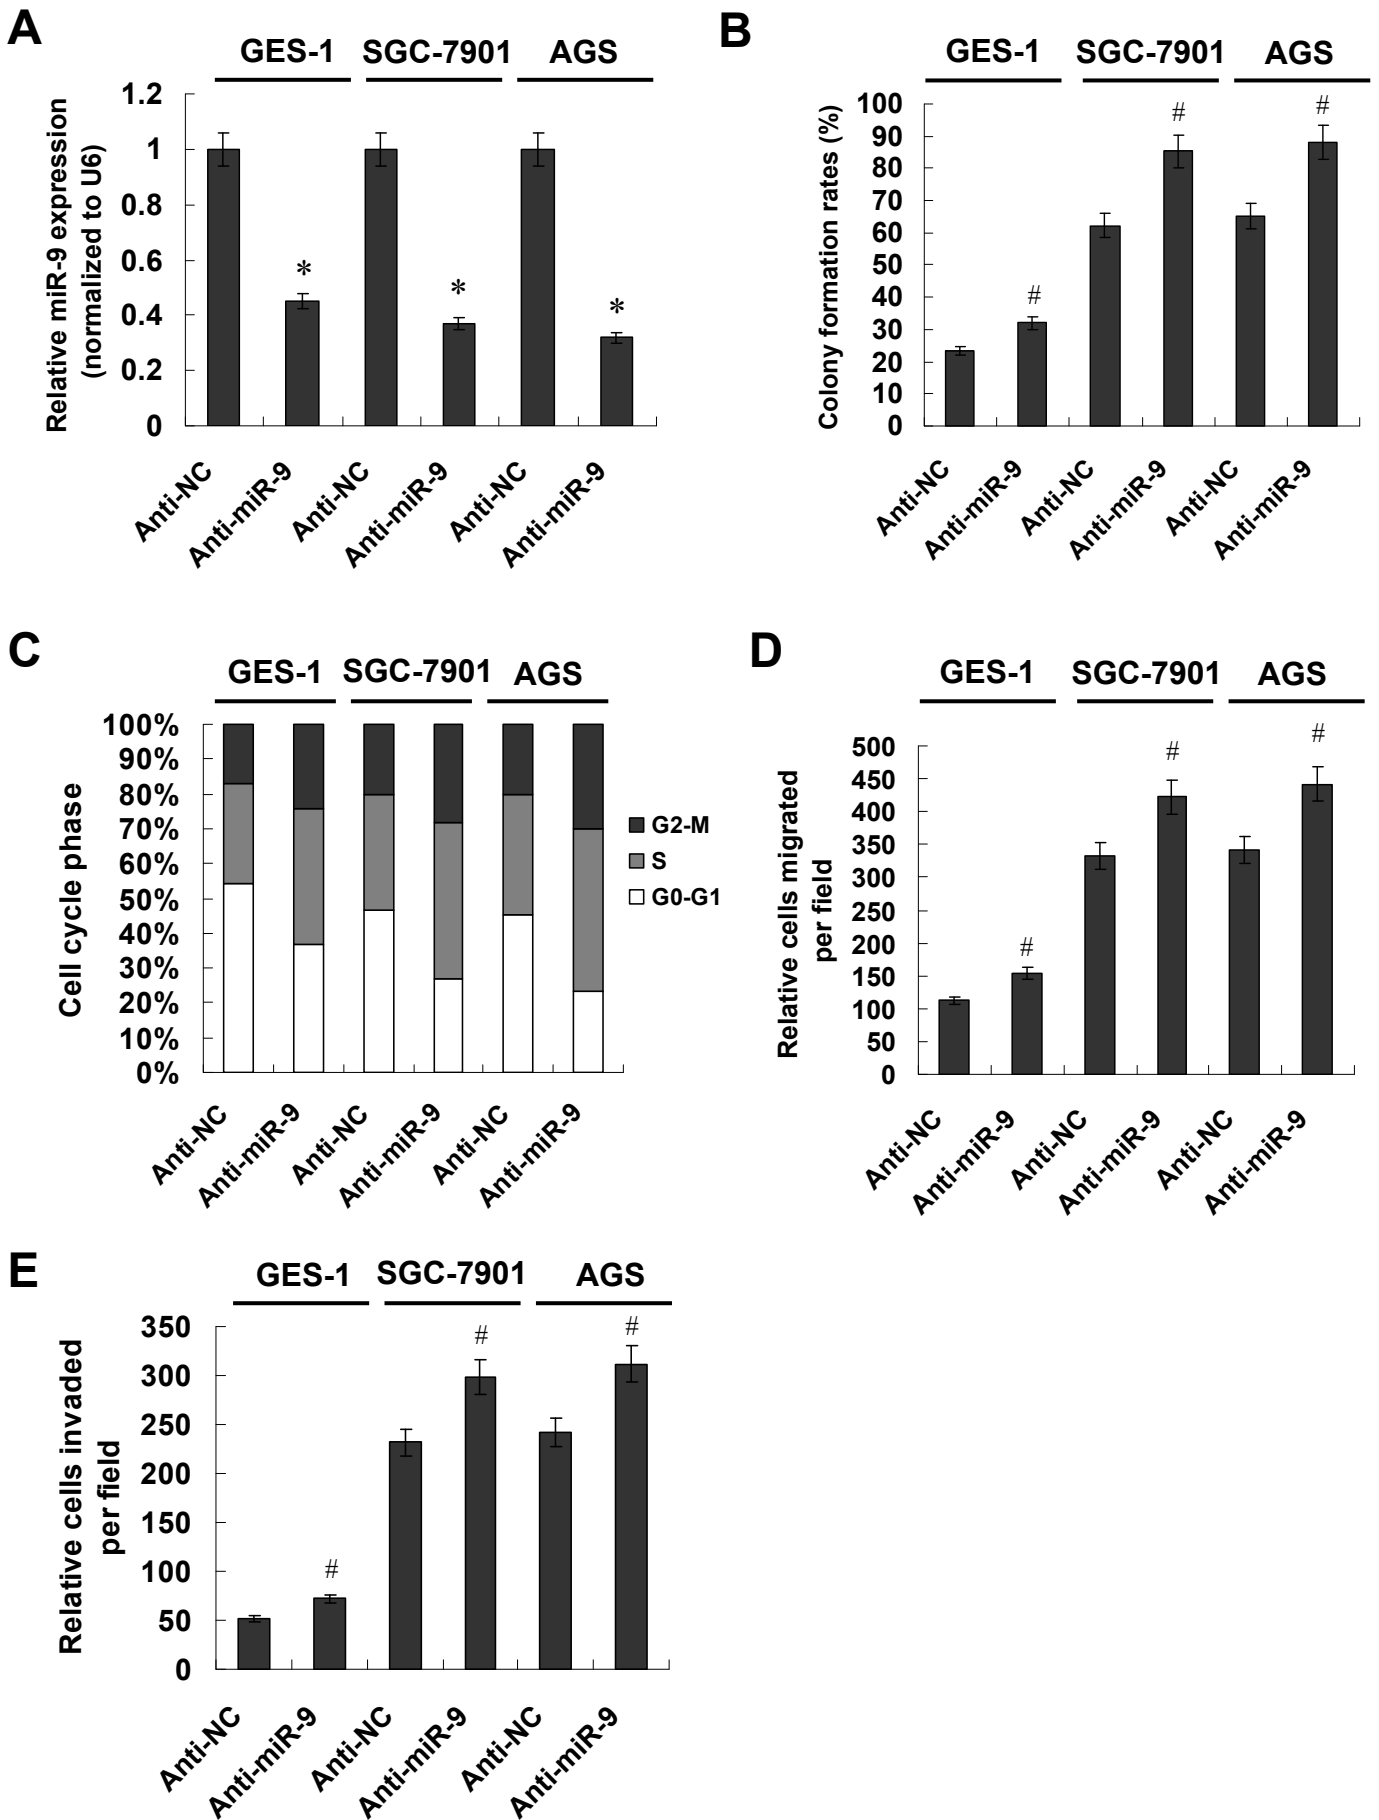 A
GES-1 SGC-7901 AGS
Relative miR-9 expression
(normalized to U6)
1.2
1
0.8
0.6
0.4
0.2
0
* * *
Anti-NC Anti-miR-9 Anti-NC Anti-miR-9 Anti-NC Anti-miR-9
B
GES-1 SGC-7901 AGS
Colony formation rates (%)
100
90
80
70
60
50
40
30
20
10
0
# # #
Anti-NC Anti-miR-9 Anti-NC Anti-miR-9 Anti-NC Anti-miR-9
C
GES-1 SGC-7901 AGS
Cell cycle phase
100%
90%
80%
70%
60%
50%
40%
30%
20%
10%
0%
G2-M
S
G0-G1
Anti-NC Anti-miR-9 Anti-NC Anti-miR-9 Anti-NC Anti-miR-9
D
GES-1 SGC-7901 AGS
Relative cells migrated
per field
500
450
400
350
300
250
200
150
100
50
0
# # #
Anti-NC Anti-miR-9 Anti-NC Anti-miR-9 Anti-NC Anti-miR-9
E
GES-1 SGC-7901 AGS
Relative cells invaded
per field
350
300
250
200
150
100
50
0
# # #
Anti-NC Anti-miR-9 Anti-NC Anti-miR-9 Anti-NC Anti-miR-9